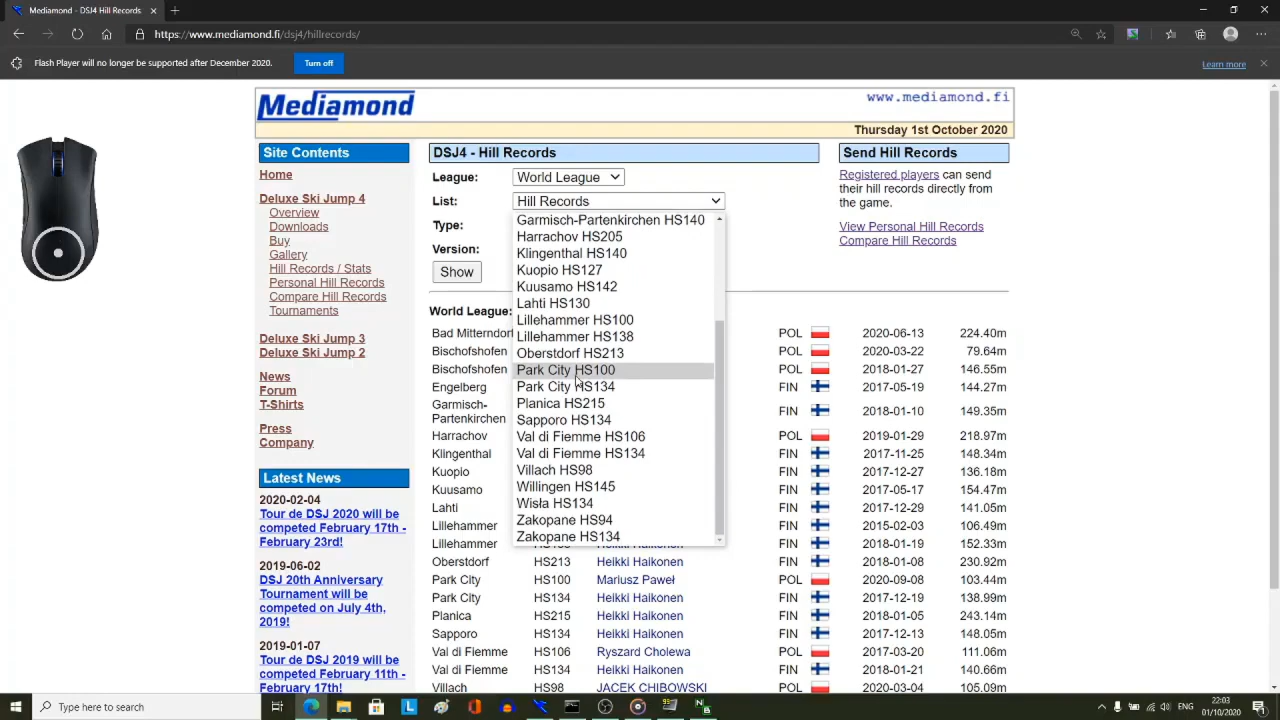 Mediamond - DSJ4 - Hill Records
https://www.mediamond.fi/dsj4/hillrecords/
Flash Player will no longer be supported after December 2020.
Turn off
Learn more
Mediamond
www.mediamond.fi
Thursday 1st October 2020
Site Contents
Home
Deluxe Ski Jump 4
Overview
Downloads
Buy
Gallery
Hill Records / Stats
Personal Hill Records
Compare Hill Records
Tournaments
Deluxe Ski Jump 3
Deluxe Ski Jump 2
News
Forum
T-Shirts
Press
Company
Latest News
2020-02-04
Tour de DSJ 2020 will be
competed February 17th -
February 23rd!
2019-06-02
DSJ 20th Anniversary
Tournament will be
competed on July 4th,
2019!
2019-01-07
Tour de DSJ 2019 will be
competed February 11th -
February 17th!
DSJ4 - Hill Records
League: World League
List: Hill Records
Type:
Version:
Show
Garmisch-Partenkirchen HS140
Harrachov HS205
Klingenthal HS140
Kuopio HS127
Kuusamo HS142
Lahti HS130
Lillehammer HS100
Lillehammer HS138
Oberstdorf HS213
Park City HS100
Park City HS134
Planica HS215
Sapporo HS134
Val di Fiemme HS106
Val di Fiemme HS134
Villach HS98
Willingen HS145
Wisła HS134
Zakopane HS94
Zakopane HS134
World League:
Bad Mitterndorf POL 2020-06-13 224.40m
Bischofshofen POL 2020-03-22 79.64m
Bischofshofen POL 2018-01-27 146.55m
Engelberg FIN 2017-05-19 144.27m
Garmisch-
Partenkirchen FIN 2018-01-10 149.35m
Harrachov POL 2019-01-29 218.97m
Klingenthal FIN 2017-11-25 148.34m
Kuopio FIN 2017-12-27 136.18m
Kuusamo FIN 2017-05-17 154.47m
Lahti FIN 2017-12-19 141.05m
Lillehammer FIN 2015-02-03 106.49m
Lillehammer HS138 Heikki Haikonen FIN 2018-01-19 152.33m
Oberstdorf HS213 Heikki Haikonen FIN 2018-01-08 230.92m
Park City HS100 Mariusz Paweł POL 2020-09-08 103.44m
Park City HS134 Heikki Haikonen FIN 2017-12-19 138.99m
Planica HS215 Heikki Haikonen FIN 2018-01-05 243.14m
Sapporo HS134 Heikki Haikonen FIN 2017-12-13 148.05m
Val di Fiemme HS106 Ryszard Cholewa POL 2017-03-20 111.06m
Val di Fiemme HS134 Heikki Haikonen FIN 2018-01-21 140.66m
Villach HS98 JACEK CHIBOWSKI POL 2020-03-04 105.09m
Send Hill Records
Registered players can send
their hill records directly from
the game.
View Personal Hill Records
Compare Hill Records
Type here to search
22:03
01/10/2020